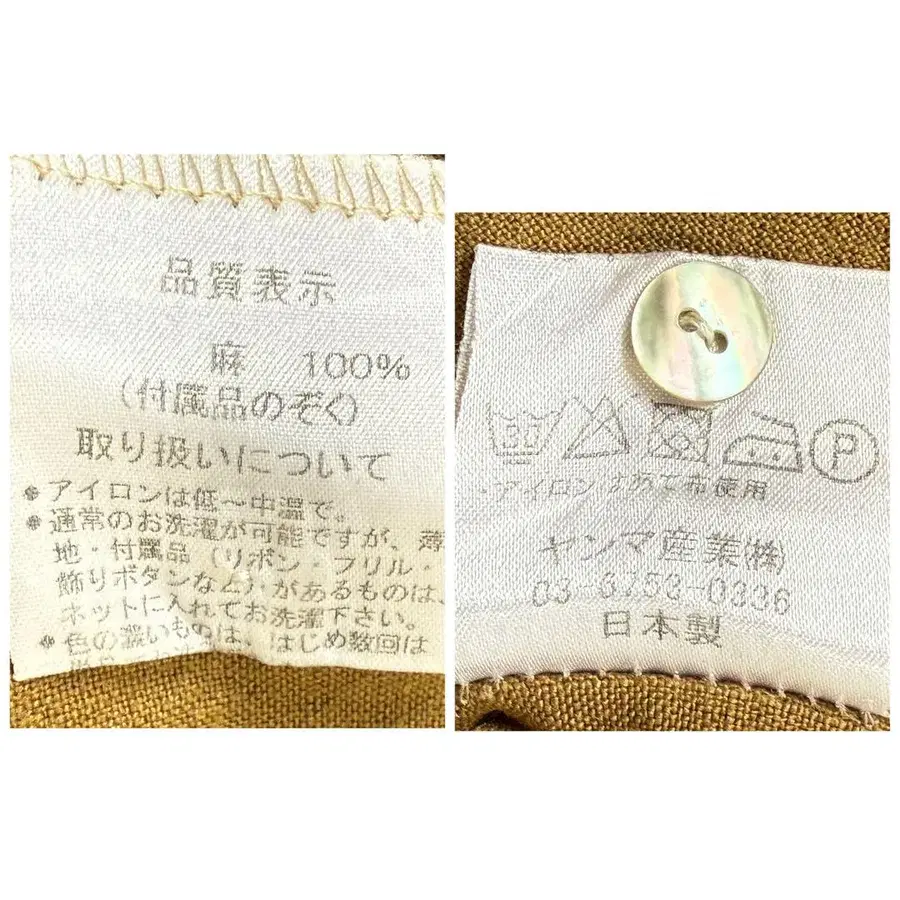 品質表示
麻 100%
(付属品のぞく)
取り扱いについて
●アイロンは低〜中温で。
●通常のお洗濯が可能ですが、薄
地・付属品(リボン・フリル・
飾りボタンなど)があるものは、
ネットに入れてお洗濯下さい。
●色の濃いものは、はじめ数回は
30
P
・アイロンはあて布使用
ヤンマ産業㈱
03-3753-0336
日本製